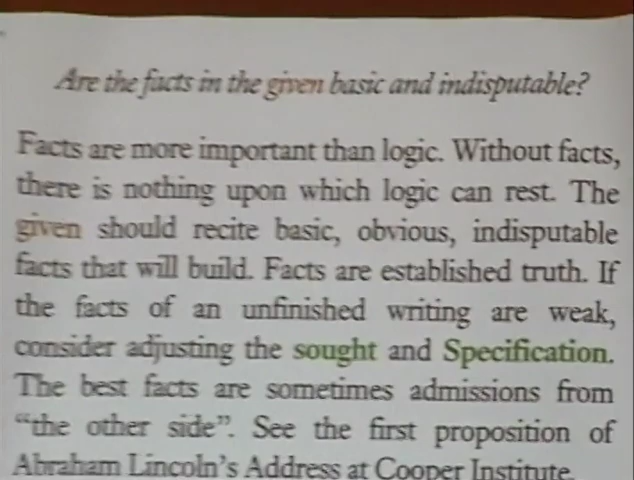 Are the facts in the given basic and indisputable?
Facts are more important than logic. Without facts,
there is nothing upon which logic can rest. The
given should recite basic, obvious, indisputable
facts that will build. Facts are established truth. If
the facts of an unfinished writing are weak,
consider adjusting the sought and Specification.
The best facts are sometimes admissions from
“the other side”. See the first proposition of
Abraham Lincoln’s Address at Cooper Institute.